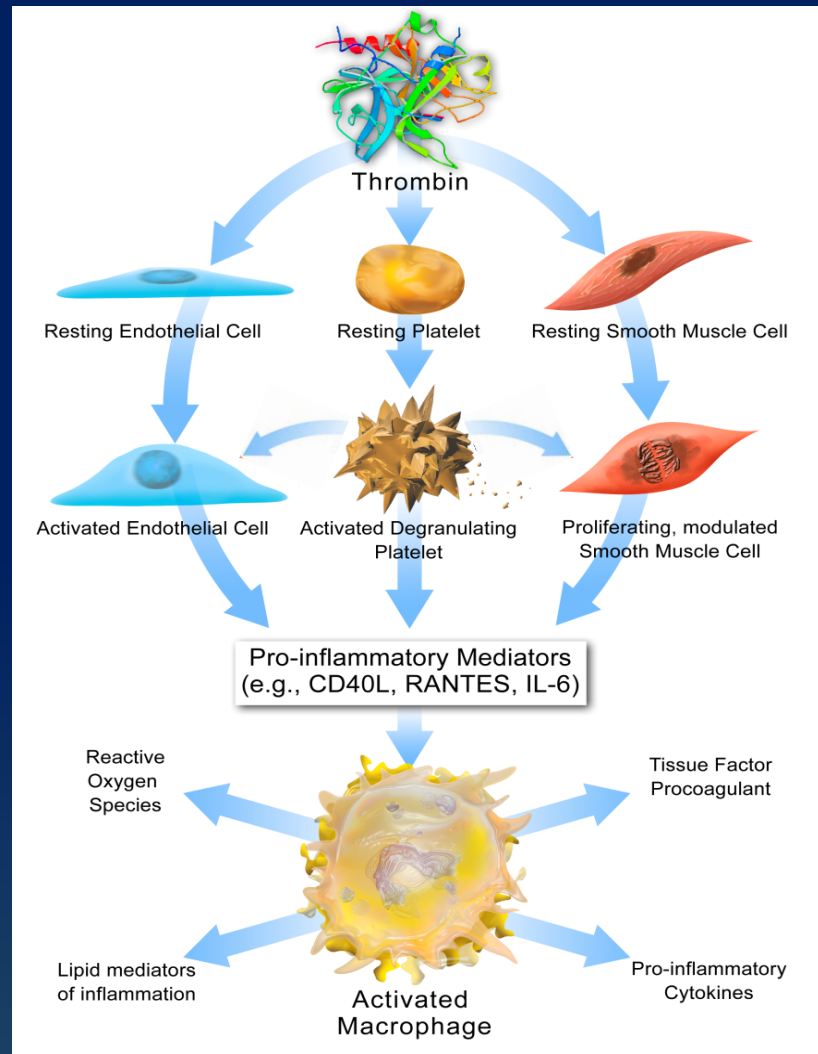 Thrombin
Resting Endothelial Cell
Resting Platelet
Resting Smooth Muscle Cell
Activated Endothelial Cell
Activated Degranulating
Platelet
Proliferating, modulated
Smooth Muscle Cell
Pro-inflammatory Mediators
(e.g., CD40L, RANTES, IL-6)
Reactive
Oxygen
Species
Tissue Factor
Procoagulant
Lipid mediators
of inflammation
Pro-inflammatory
Cytokines
Activated
Macrophage